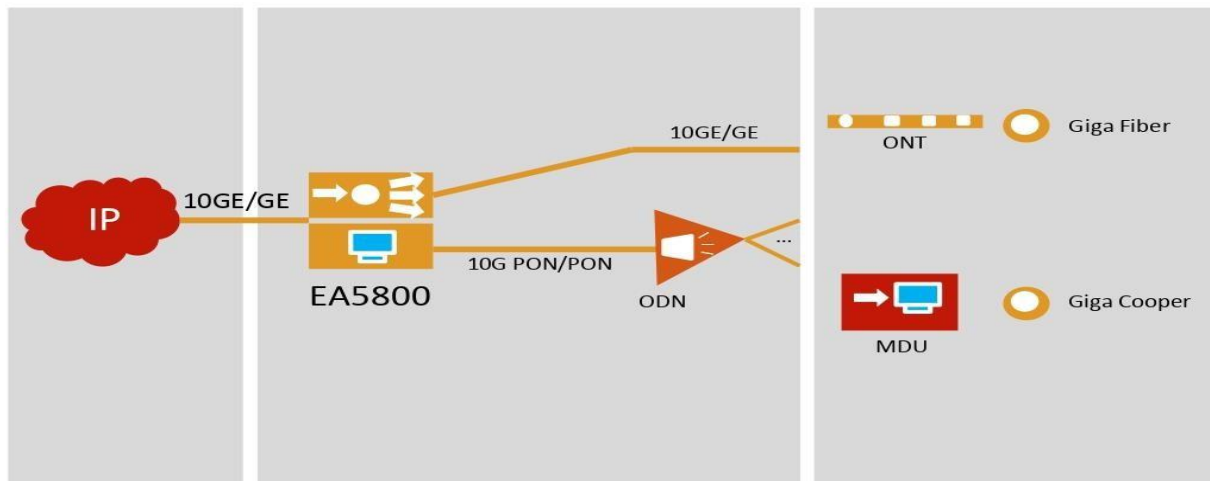 IP
10GE/GE
EA5800
10GE/GE
10G PON/PON
ODN
...
ONT
Giga Fiber
MDU
Giga Cooper